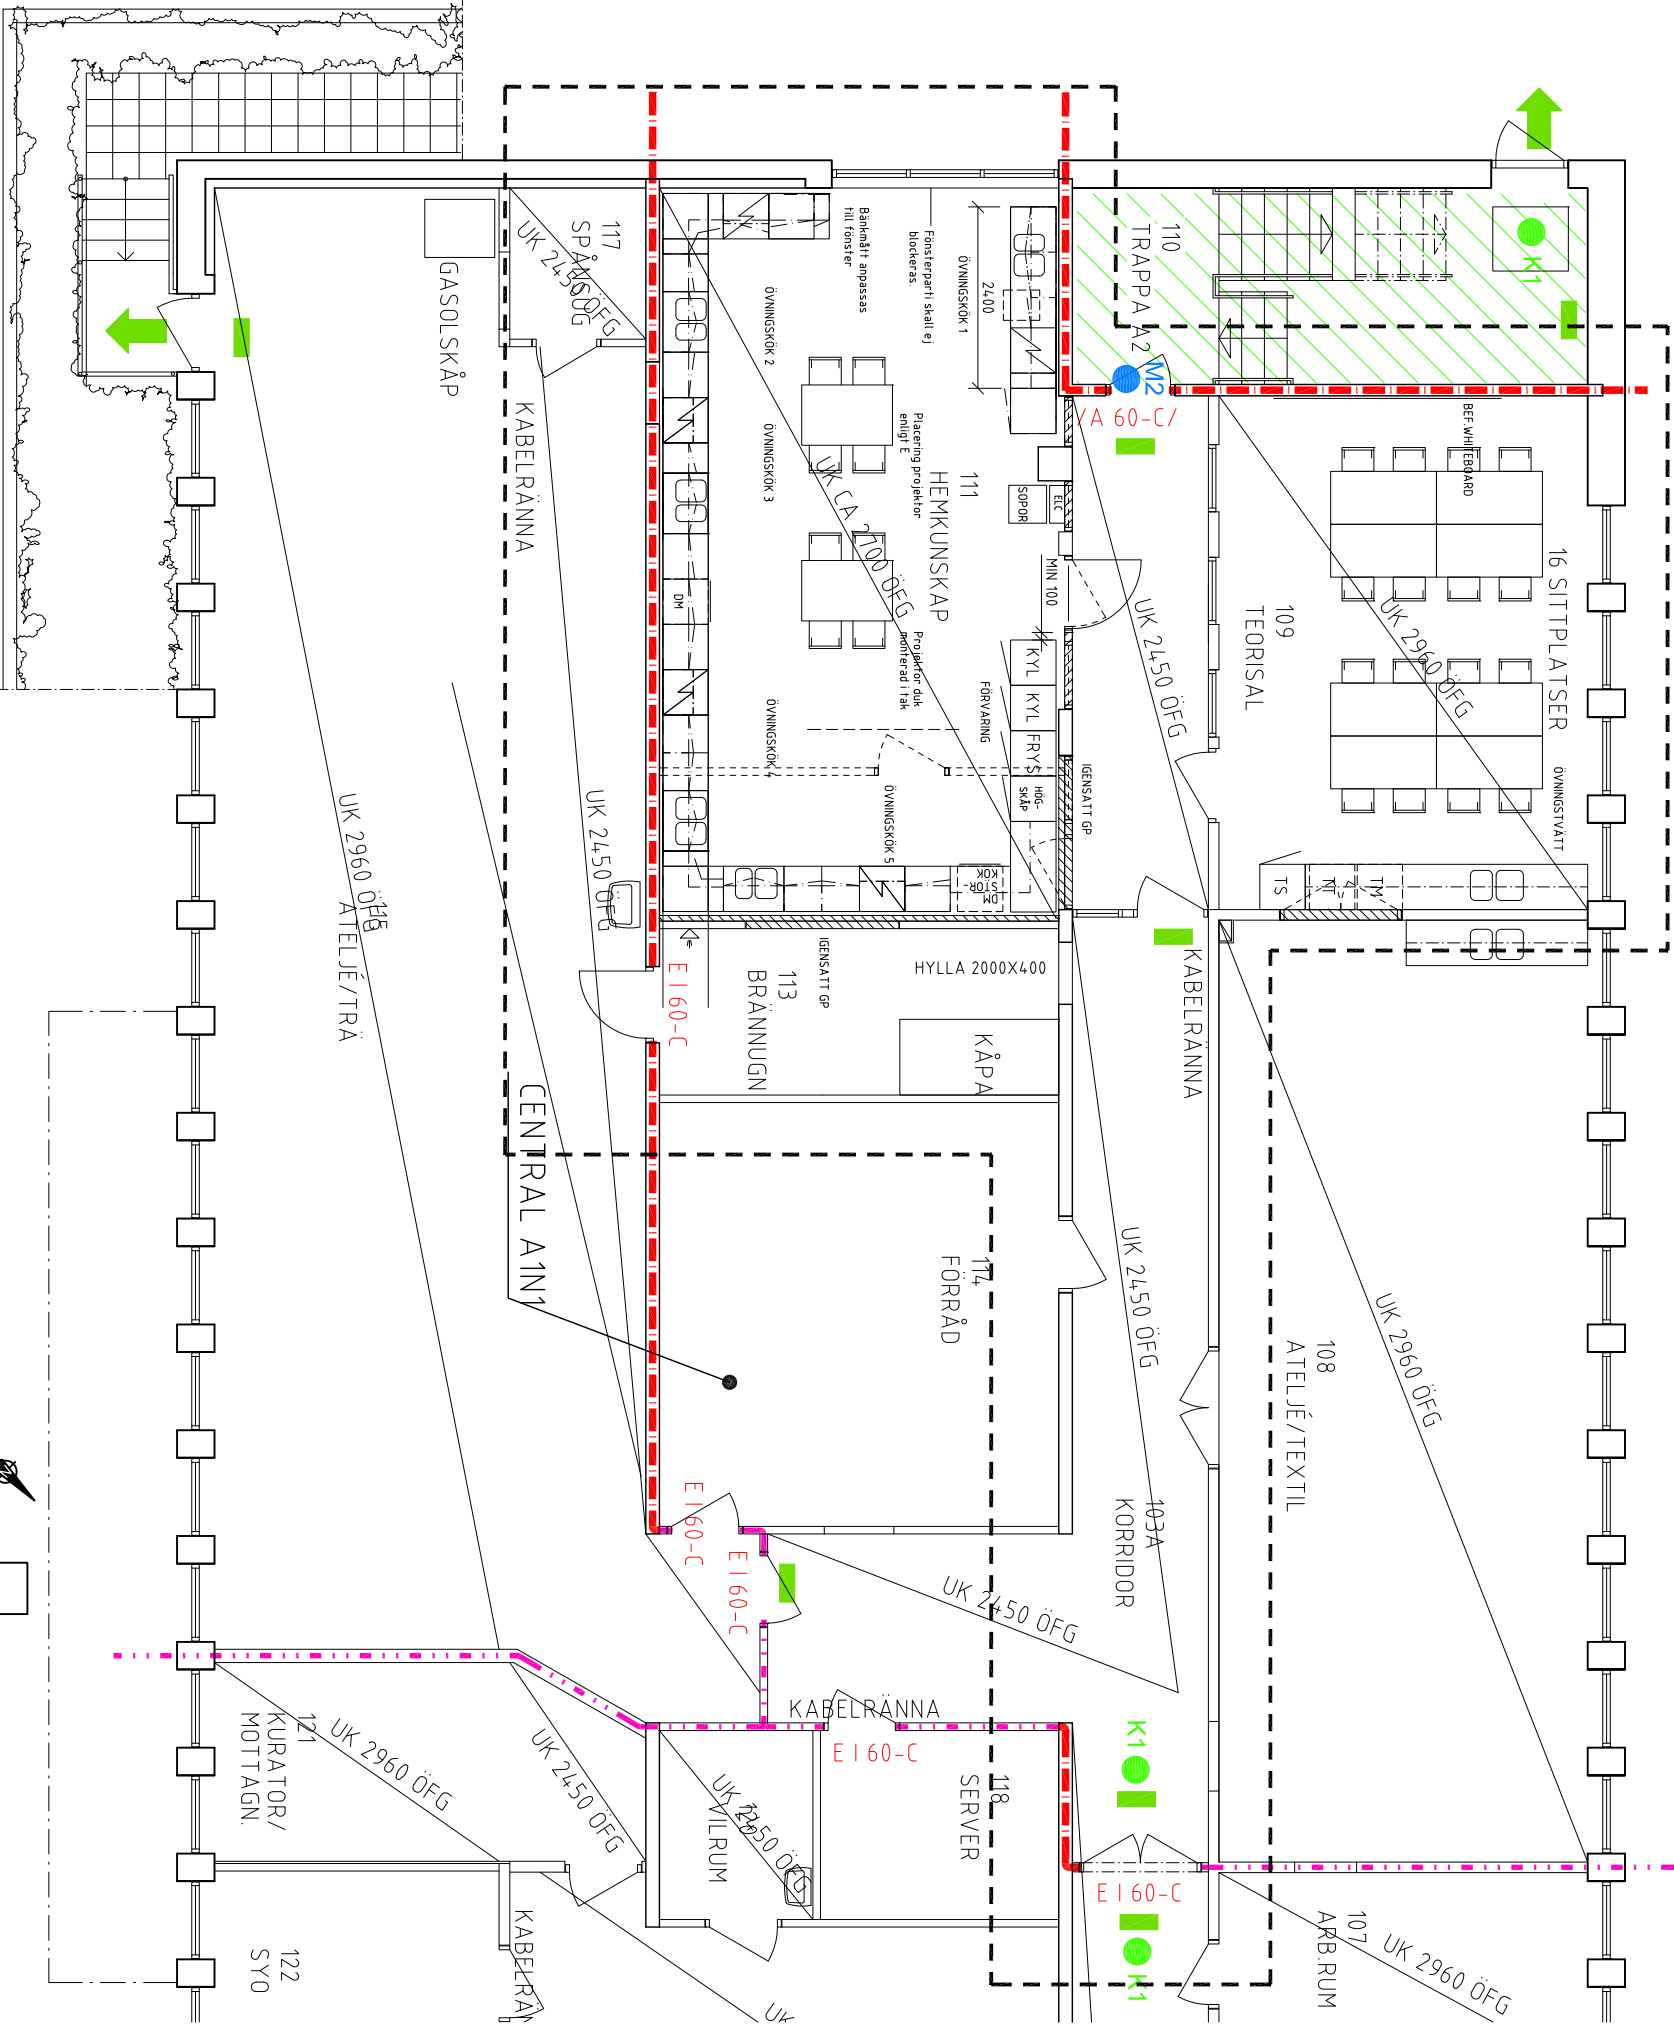 110
TRAPPA A2
K1
M2
/A 60-C/
BEF.WHITEBOARD
16 SITTPLATSER
109
TEORISAL
UK 2960 ÖFG
ÖVNINGSTVÄTT
TS
TT
TM
UK 2450 ÖFG
117
SPÅNSUG
UK 2450 ÖFG
GASOLSKÅP
KABELRÄNNA
Bänkmått anpassas
till fönster
Fönsterparti skall ej
blockeras.
ÖVNINGSKÖK 1
2400
ÖVNINGSKÖK 2
ÖVNINGSKÖK 3
Placering projektor
enligt E
111
HEMKUNSKAP
UK CA 2700 ÖFG
SOPOR
ELC
MIN 100
DM
Projektor duk
monterad i tak
ÖVNINGSKÖK 4
ÖVNINGSKÖK 5
FÖRVARING
KYL
KYL
FRYS
HÖG-
SKÅP
IGENSATT GP
DM
STOR-
KÖK
UK 2450 ÖFG
UK 2960 ÖFG
115
ATELJÉ/TRÄ
E I 60-C
113
BRÄNNUGN
IGENSATT GP
HYLLA 2000X400
KÅPA
KABELRÄNNA
CENTRAL A1N1
114
FÖRRÅD
UK 2450 ÖFG
108
ATELJÉ/TEXTIL
UK 2960 ÖFG
103A
KORRIDOR
E I 60-C
E I 60-C
UK 2450 ÖFG
KABELRÄNNA
E I 60-C
118
SERVER
K1
E I 60-C
K1
121
KURATOR/
MOTTAGN.
UK 2960 ÖFG
UK 2450 ÖFG
UK 2450 ÖFG
VILRUM
122
SYO
KABELRÄN
UK
107
ARB.RUM
UK 2960 ÖFG